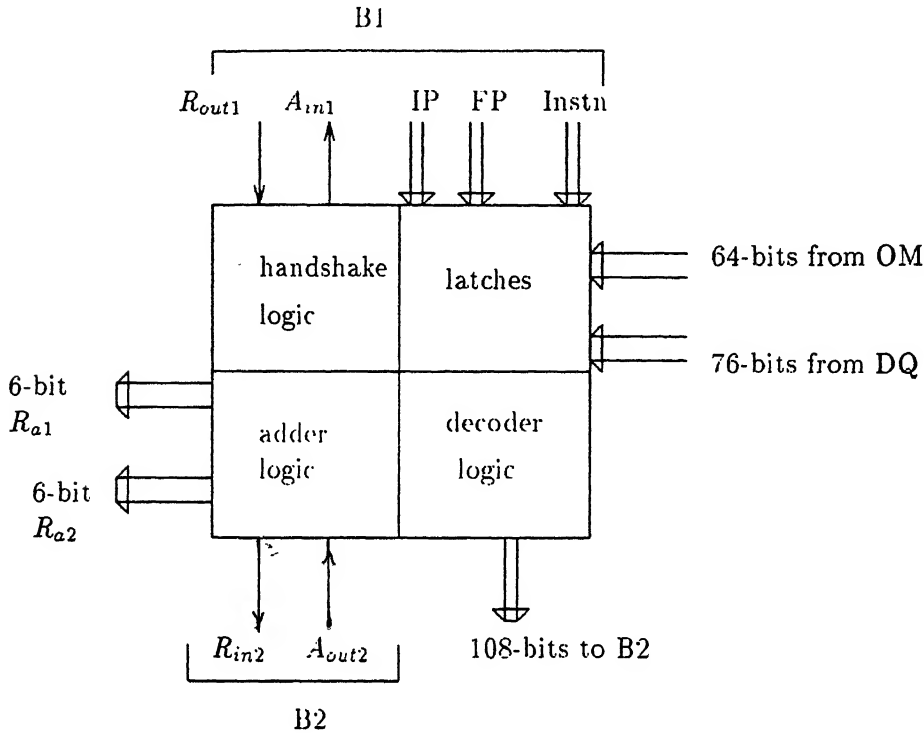 B1
R_out1 A_in1 IP FP Instn
handshake
logic
latches
64-bits from OM
76-bits from DQ
6-bit
R_a1
adder
logic
decoder
logic
6-bit
R_a2
R_in2 A_out2
108-bits to B2
B2